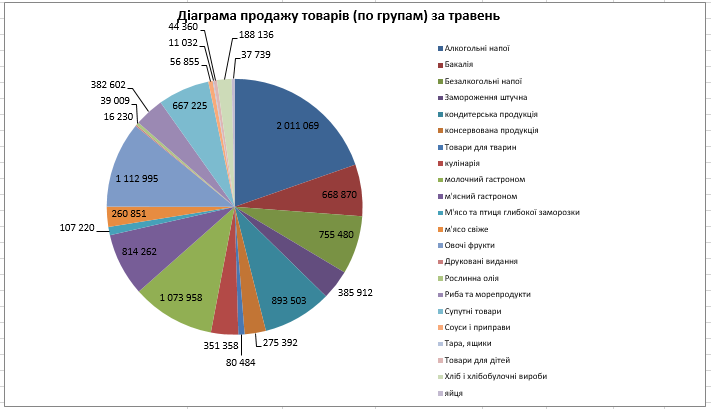 Діаграма продажу товарів (по групам) за травень
44 360
188 136
11 032
37 739
56 855
382 602
667 225
39 009
16 230
2 011 069
1 112 995
668 870
260 851
755 480
107 220
814 262
385 912
1 073 958
893 503
351 358
275 392
80 484
Алкогольні напої
Бакалія
Безалкогольні напої
Замороження штучна
кондитерська продукція
консервована продукція
Товари для тварин
кулінарія
молочний гастроном
м'ясний гастроном
М'ясо та птиця глибокої заморозки
м'ясо свіже
Овочі фрукти
Друковані видання
Рослинна олія
Риба та морепродукти
Супутні товари
Соуси і приправи
Тара, ящики
Товари для дітей
Хліб і хлібобулочні вироби
яйця